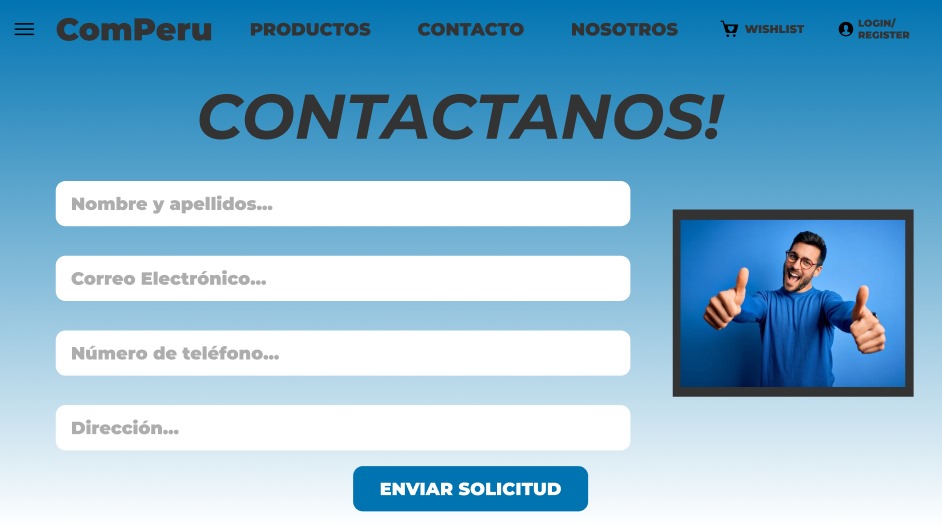 ComPeru PRODUCTOS CONTACTO NOSOTROS WISHLIST LOGIN/
REGISTER
CONTACTANOS!
Nombre y apellidos...
Correo Electrónico...
Número de teléfono...
Dirección...
ENVIAR SOLICITUD